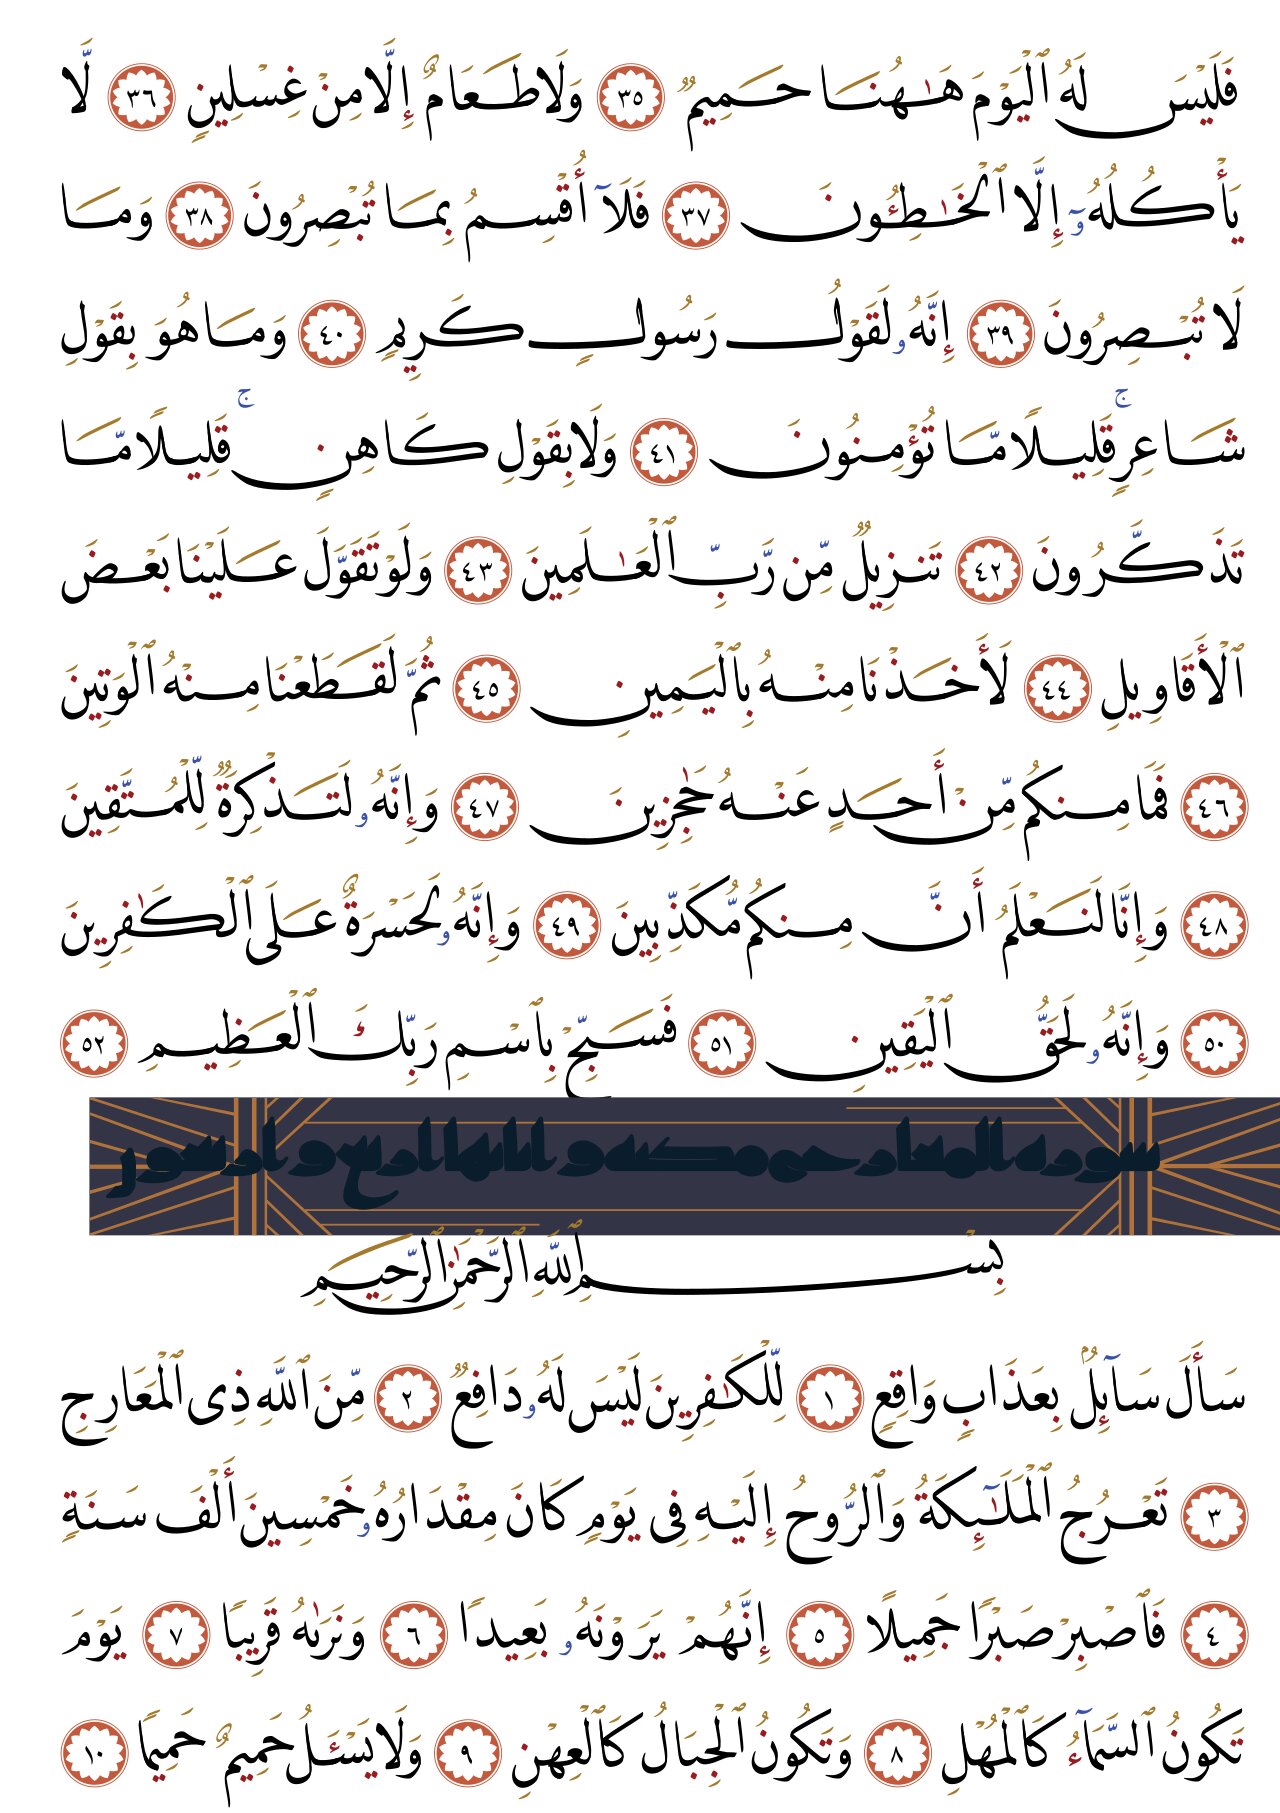 فَلَيْسَ لَهُ ٱلْيَوْمَ هَـٰهُنَا حَمِيمٌۭ ٣٥ وَلَا طَعَامٌ إِلَّا مِنْ غِسْلِينٍۢ ٣٦ لَّا
يَأْكُلُهُۥٓ إِلَّا ٱلْخَـٰطِـُٔونَ ٣٧ فَلَآ أُقْسِمُ بِمَا تُبْصِرُونَ ٣٨ وَمَا
لَا تُبْصِرُونَ ٣٩ إِنَّهُۥ لَقَوْلُ رَسُولٍۢ كَرِيمٍۢ ٤٠ وَمَا هُوَ بِقَوْلِ
شَاعِرٍۢ ۚ قَلِيلًۭا مَّا تُؤْمِنُونَ ٤١ وَلَا بِقَوْلِ كَاهِنٍۢ ۚ قَلِيلًۭا مَّا
تَذَكَّرُونَ ٤٢ تَنزِيلٌۭ مِّن رَّبِّ ٱلْعَـٰلَمِينَ ٤٣ وَلَوْ تَقَوَّلَ عَلَيْنَا بَعْضَ
ٱلْأَقَاوِيلِ ٤٤ لَأَخَذْنَا مِنْهُ بِٱلْيَمِينِ ٤٥ ثُمَّ لَقَطَعْنَا مِنْهُ ٱلْوَتِينَ
٤٦ فَمَا مِنكُم مِّنْ أَحَدٍ عَنْهُ حَـٰجِزِينَ ٤٧ وَإِنَّهُۥ لَتَذْكِرَةٌۭ لِّلْمُتَّقِينَ
٤٨ وَإِنَّا لَنَعْلَمُ أَنَّ مِنكُم مُّكَذِّبِينَ ٤٩ وَإِنَّهُۥ لَحَسْرَةٌ عَلَى ٱلْكَـٰفِرِينَ
٥٠ وَإِنَّهُۥ لَحَقُّ ٱلْيَقِينِ ٥١ فَسَبِّحْ بِٱسْمِ رَبِّكَ ٱلْعَظِيمِ ٥٢
بِسْمِ ٱللَّهِ ٱلرَّحْمَـٰنِ ٱلرَّحِيمِ
سَأَلَ سَآئِلٌۢ بِعَذَابٍۢ وَاقِعٍۢ ١ لِّلْكَـٰفِرِينَ لَيْسَ لَهُۥ دَافِعٌۭ ٢ مِّنَ ٱللَّهِ ذِى ٱلْمَعَارِجِ
٣ تَعْرُجُ ٱلْمَلَـٰٓئِكَةُ وَٱلرُّوحُ إِلَيْهِ فِى يَوْمٍۢ كَانَ مِقْدَارُهُۥ خَمْسِينَ أَلْفَ سَنَةٍۢ
٤ فَٱصْبِرْ صَبْرًۭا جَمِيلًا ٥ إِنَّهُمْ يَرَوْنَهُۥ بَعِيدًۭا ٦ وَنَرَىٰهُ قَرِيبًۭا ٧ يَوْمَ
تَكُونُ ٱلسَّمَآءُ كَٱلْمُهْلِ ٨ وَتَكُونُ ٱلْجِبَالُ كَٱلْعِهْنِ ٩ وَلَا يَسْـَٔلُ حَمِيمٌ حَمِيمًۭا ١٠